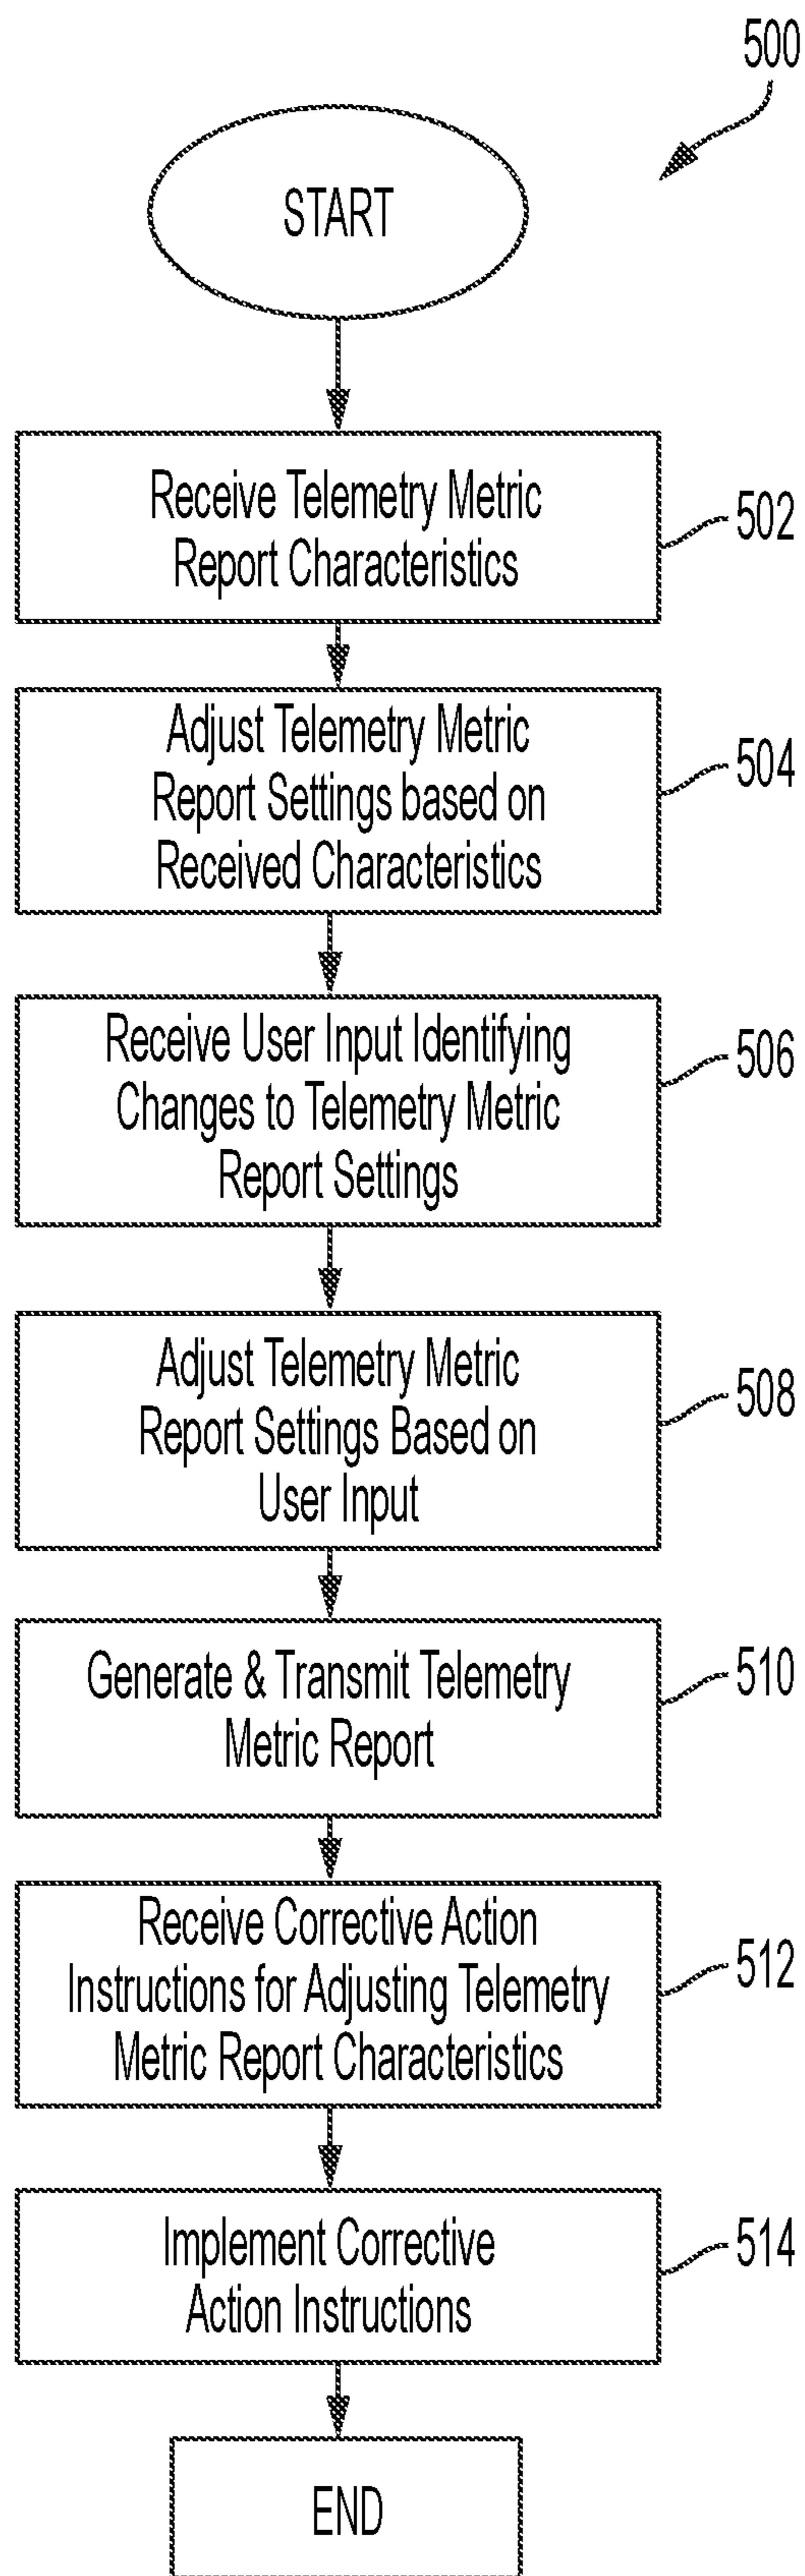 500
START
Receive Telemetry Metric
Report Characteristics
502
Adjust Telemetry Metric
Report Settings based on
Received Characteristics
504
Receive User Input Identifying
Changes to Telemetry Metric
Report Settings
506
Adjust Telemetry Metric
Report Settings Based on
User Input
508
Generate & Transmit Telemetry
Metric Report
510
Receive Corrective Action
Instructions for Adjusting Telemetry
Metric Report Characteristics
512
Implement Corrective
Action Instructions
514
END